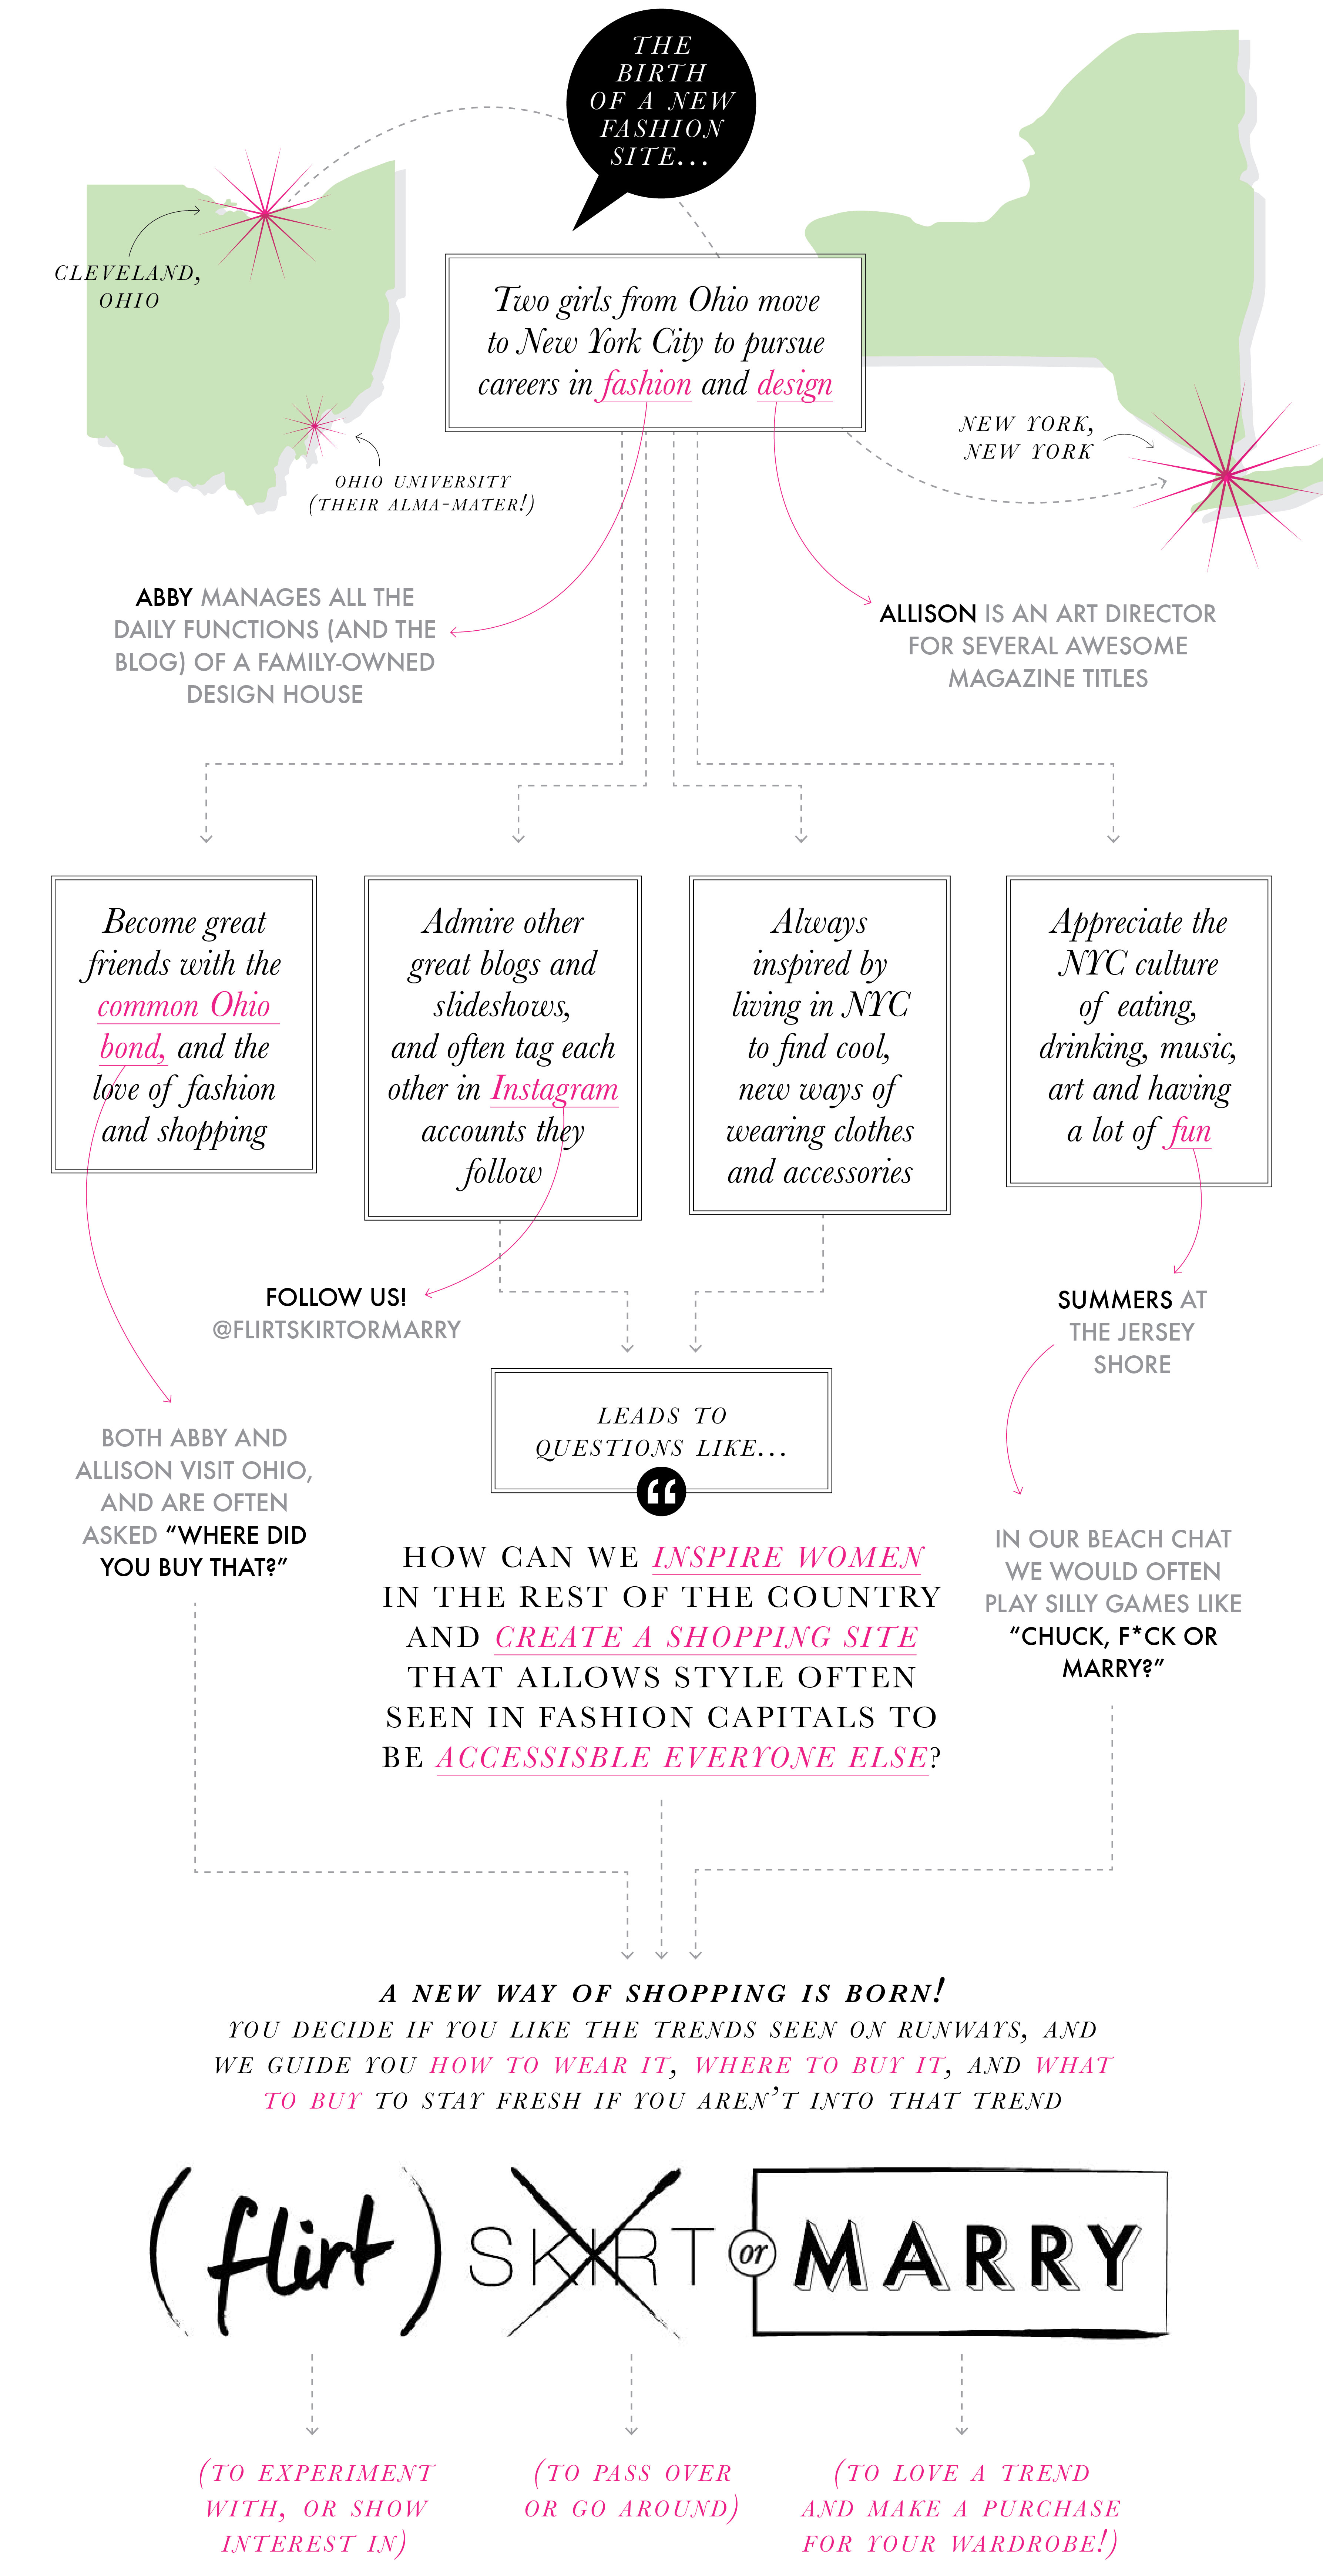 THE
BIRTH
OF A NEW
FASHION
SITE...
CLEVELAND,
OHIO
Two girls from Ohio move
to New York City to pursue
careers in fashion and design
NEW YORK,
NEW YORK
OHIO UNIVERSITY
(THEIR ALMA-MATER!)
ABBY MANAGES ALL THE
DAILY FUNCTIONS (AND THE
BLOG) OF A FAMILY-OWNED
DESIGN HOUSE
ALLISON IS AN ART DIRECTOR
FOR SEVERAL AWESOME
MAGAZINE TITLES
Become great
friends with the
common Ohio
bond, and the
love of fashion
and shopping
Admire other
great blogs and
slideshows,
and often tag each
other in Instagram
accounts they
follow
Always
inspired by
living in NYC
to find cool,
new ways of
wearing clothes
and accessories
Appreciate the
NYC culture
of eating,
drinking, music,
art and having
a lot of fun
FOLLOW US!
@FLIRTSKIRTORMARRY
SUMMERS AT
THE JERSEY
SHORE
BOTH ABBY AND
ALLISON VISIT OHIO,
AND ARE OFTEN
ASKED “WHERE DID
YOU BUY THAT?”
LEADS TO
QUESTIONS LIKE...
“
HOW CAN WE INSPIRE WOMEN
IN THE REST OF THE COUNTRY
AND CREATE A SHOPPING SITE
THAT ALLOWS STYLE OFTEN
SEEN IN FASHION CAPITALS TO
BE ACCESSISBLE EVERYONE ELSE?
IN OUR BEACH CHAT
WE WOULD OFTEN
PLAY SILLY GAMES LIKE
“CHUCK, F*CK OR
MARRY?”
A NEW WAY OF SHOPPING IS BORN!
YOU DECIDE IF YOU LIKE THE TRENDS SEEN ON RUNWAYS, AND
WE GUIDE YOU HOW TO WEAR IT, WHERE TO BUY IT, AND WHAT
TO BUY TO STAY FRESH IF YOU AREN’T INTO THAT TREND
(flirt) SKIRT or MARRY
(TO EXPERIMENT
WITH, OR SHOW
INTEREST IN)
(TO PASS OVER
OR GO AROUND)
(TO LOVE A TREND
AND MAKE A PURCHASE
FOR YOUR WARDROBE!)